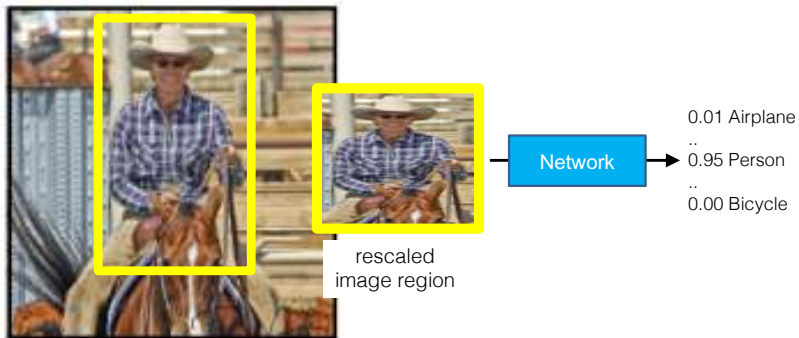 rescaled
image region
Network
0.01 Airplane
..
0.95 Person
..
0.00 Bicycle